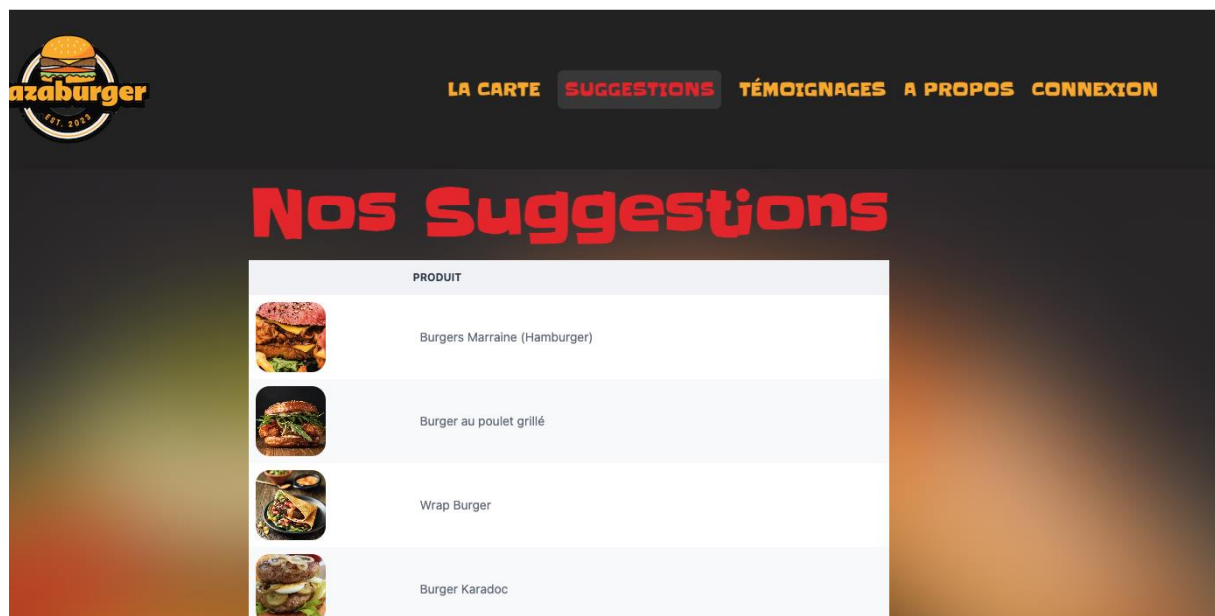 azaburger
EST. 2023
LA CARTE SUGGESTIONS TÉMOIGNAGES A PROPOS CONNEXION
Nos Suggestions
PRODUIT
Burgers Marraine (Hamburger)
Burger au poulet grillé
Wrap Burger
Burger Karadoc